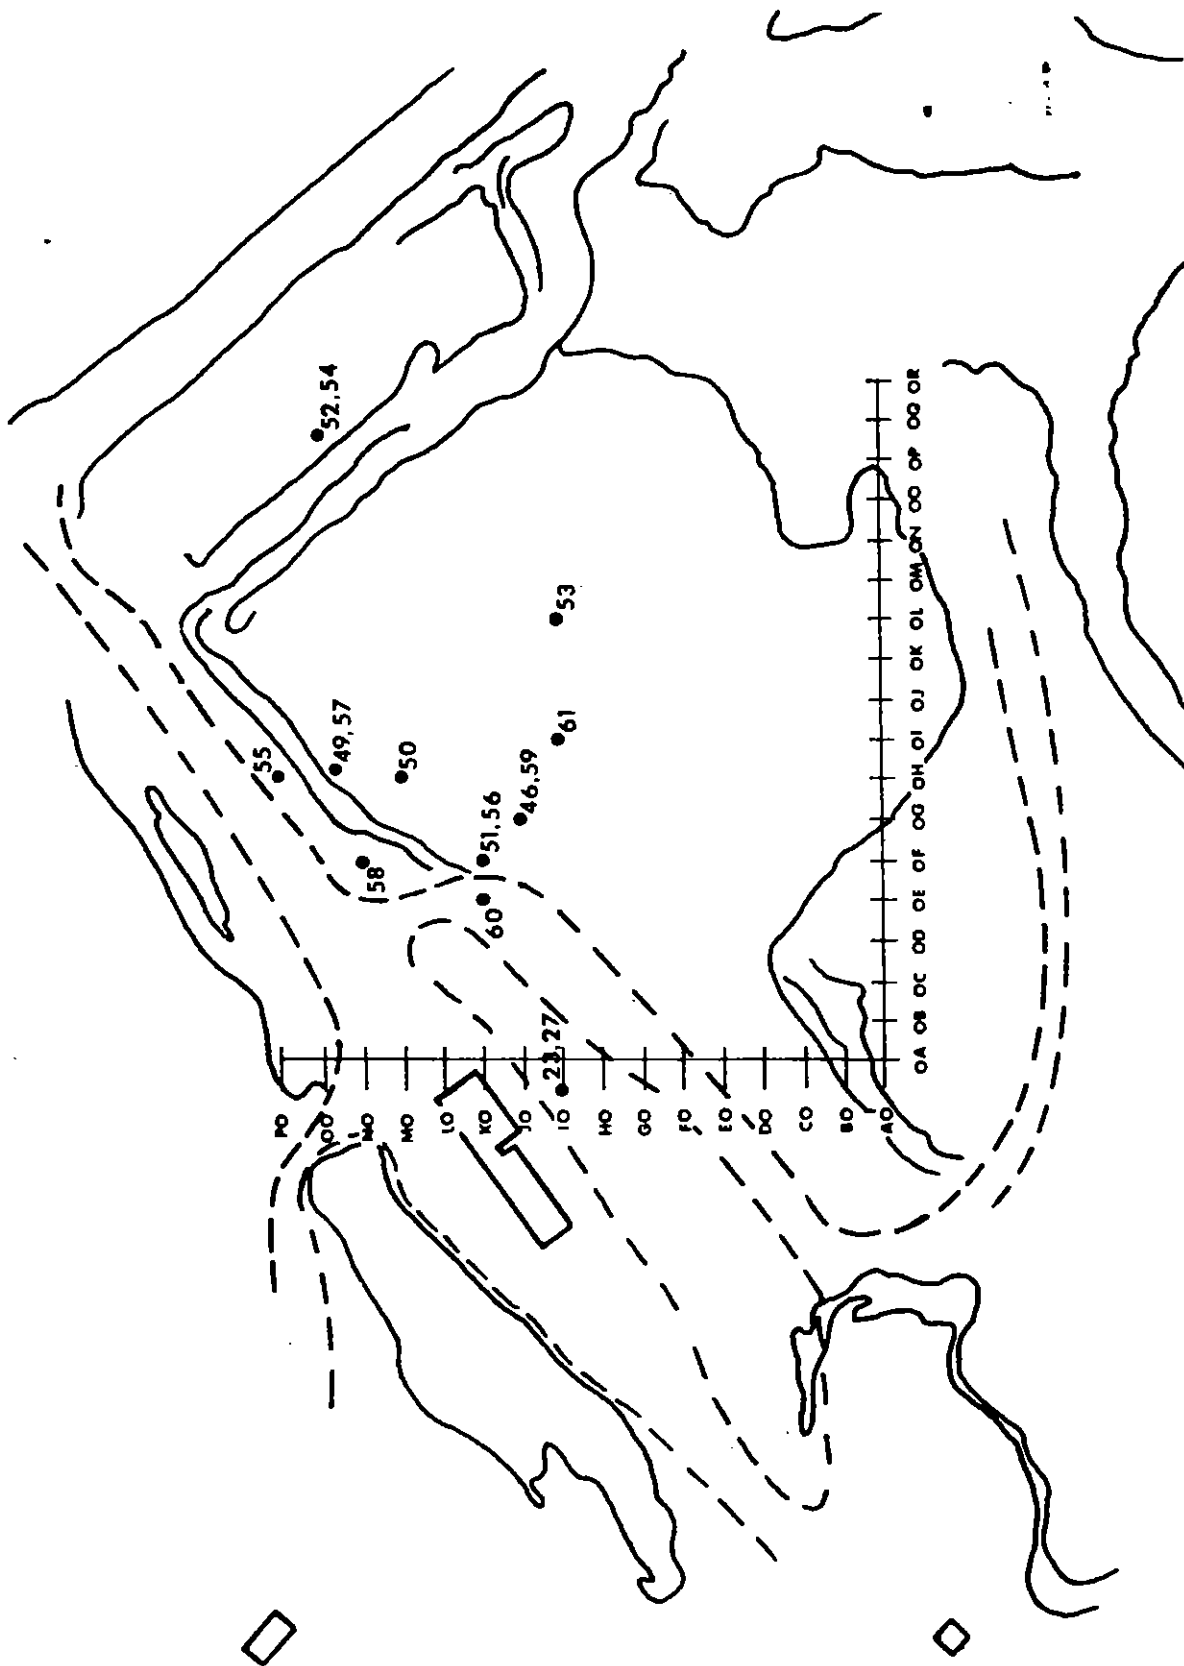 55
PO
OO
52,54
49,57
NO
58
MO
50
LO
KO
60
51,56
JO
46,59
IO
23,27
61
53
HO
GO
FO
EO
DO
CO
BO
AO
OA OB OC OD OE OF OG OH OI OJ OK OL OM ON OO OP OQ OR